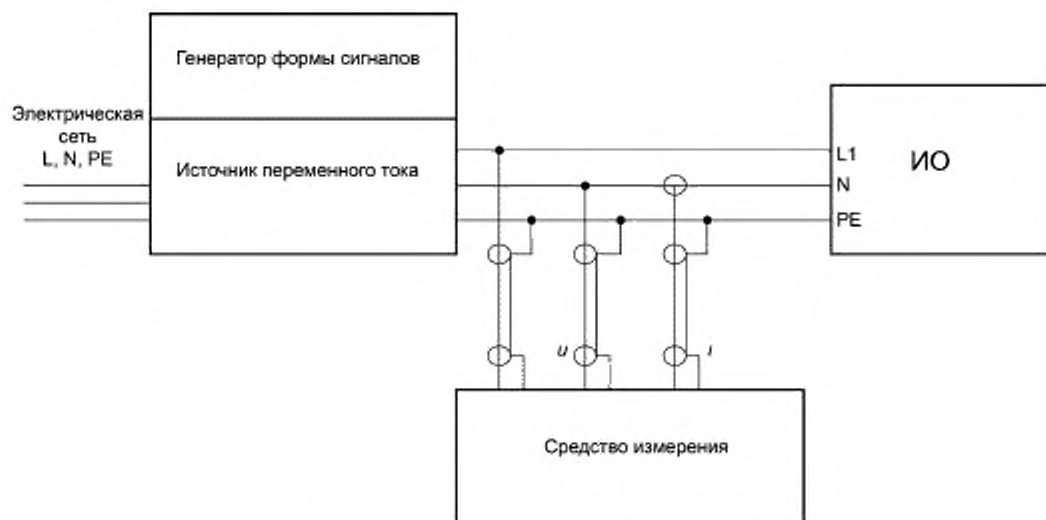 Генератор формы сигналов
Электрическая
сеть
L, N, PE
Источник переменного тока
L1
N
PE
ИО
u
i
Средство измерения